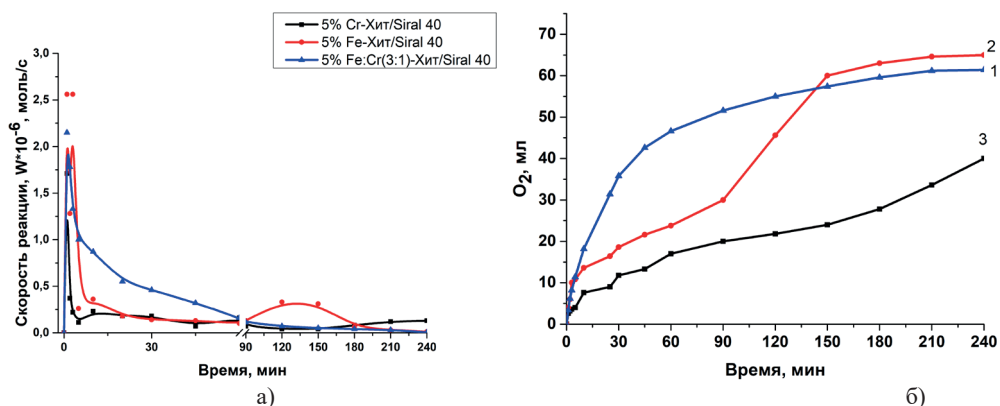 5% Cr-Хит/Siral 40
5% Fe-Хит/Siral 40
5% Fe:Cr(3:1)-Хит/Siral 40
Скорость реакции, W*10-6, моль/с
3,0
2,5
2,0
1,5
1,0
0,5
0,0
0 30 90 120 150 180 210 240
Время, мин
а)
O2, мл
70
60
50
40
30
20
10
0
2
1
3
0 30 60 90 120 150 180 210 240
Время, мин
б)